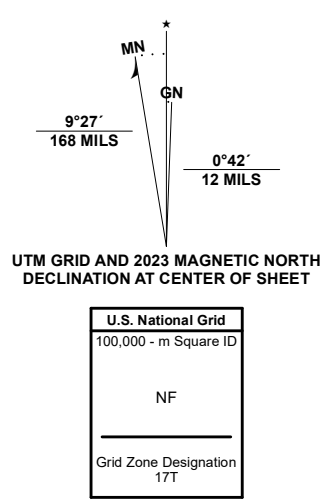 MN
GN
9°27´
168 MILS
0°42´
12 MILS
UTM GRID AND 2023 MAGNETIC NORTH
DECLINATION AT CENTER OF SHEET
U.S. National Grid
100,000 - m Square ID
NF
Grid Zone Designation
17T